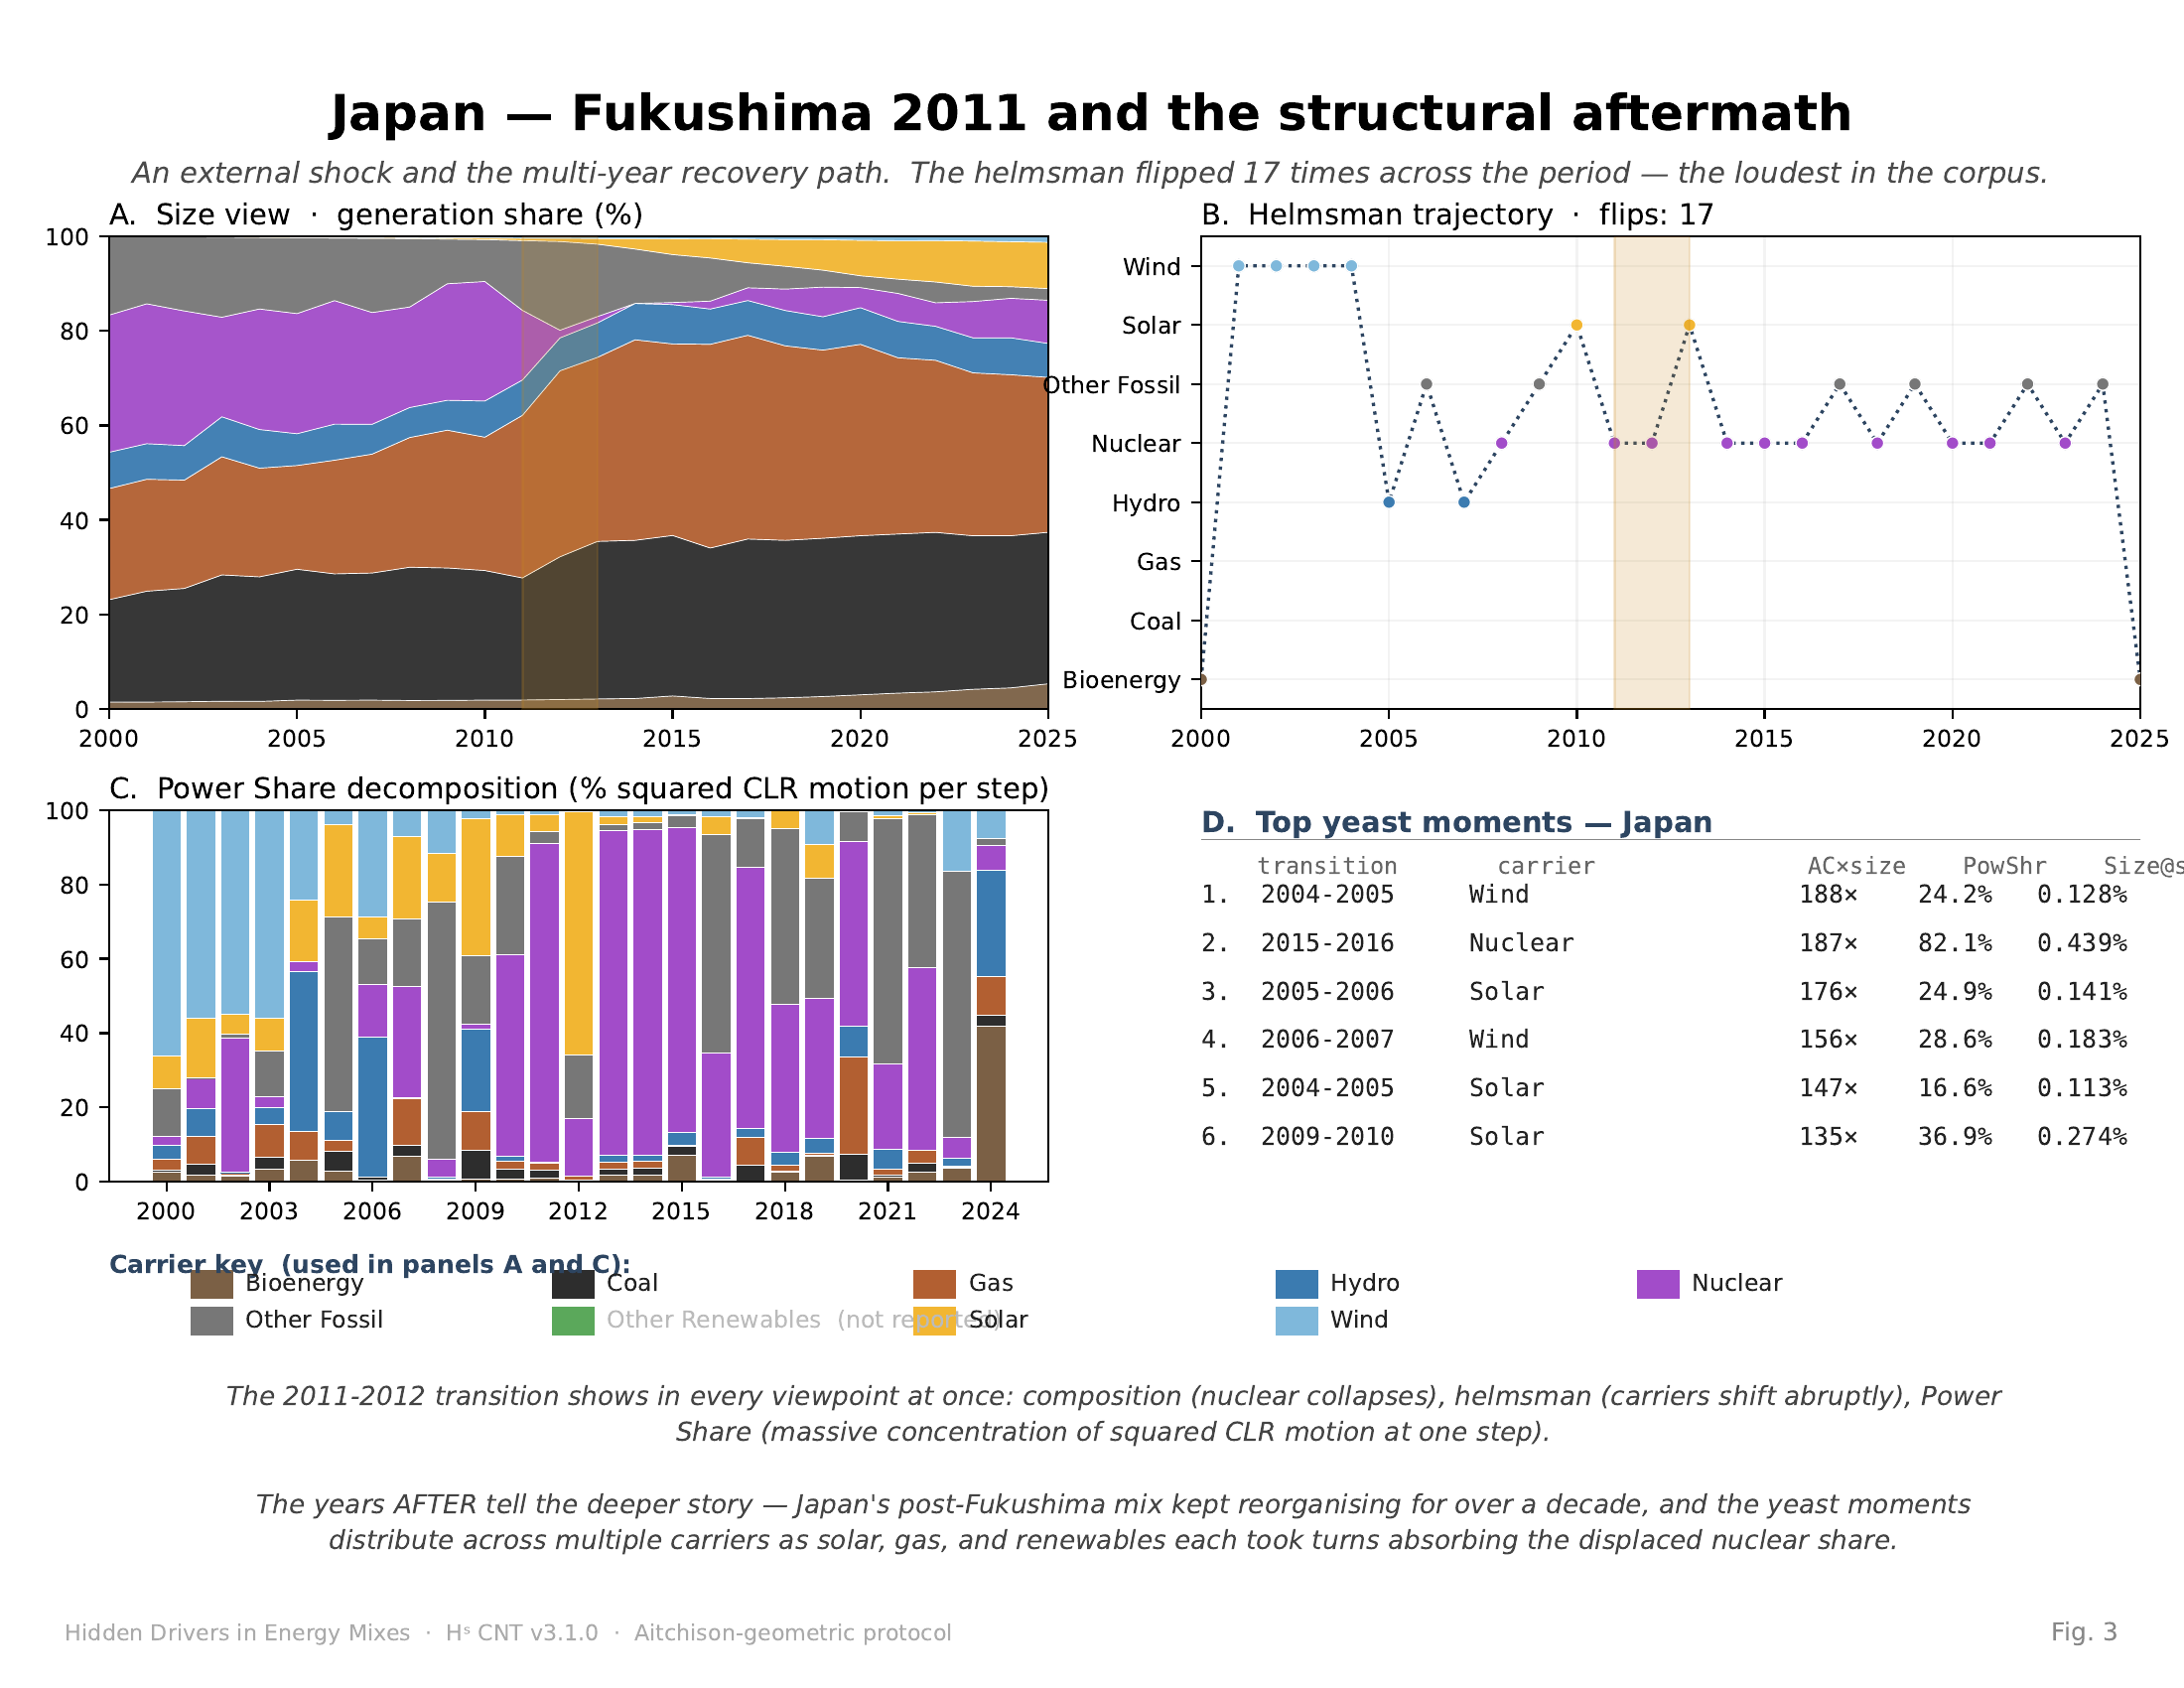 Japan — Fukushima 2011 and the structural aftermath
An external shock and the multi-year recovery path.  The helmsman flipped 17 times across the period — the loudest in the corpus.
A.  Size view  ·  generation share (%)
100
80
60
40
20
0
2000 2005 2010 2015 2020 2025
B.  Helmsman trajectory  ·  flips: 17
Wind
Solar
Other Fossil
Nuclear
Hydro
Gas
Coal
Bioenergy
2000 2005 2010 2015 2020 2025
C.  Power Share decomposition (% squared CLR motion per step)
100
80
60
40
20
0
2000 2003 2006 2009 2012 2015 2018 2021 2024
D.  Top yeast moments — Japan
transition carrier AC×size PowShr Size@s
1. 2004-2005 Wind 188× 24.2% 0.128%
2. 2015-2016 Nuclear 187× 82.1% 0.439%
3. 2005-2006 Solar 176× 24.9% 0.141%
4. 2006-2007 Wind 156× 28.6% 0.183%
5. 2004-2005 Solar 147× 16.6% 0.113%
6. 2009-2010 Solar 135× 36.9% 0.274%
Carrier key  (used in panels A and C):
Bioenergy Coal Gas Hydro Nuclear
Other Fossil Other Renewables  (not reported) Solar Wind
The 2011-2012 transition shows in every viewpoint at once: composition (nuclear collapses), helmsman (carriers shift abruptly), Power
Share (massive concentration of squared CLR motion at one step).
The years AFTER tell the deeper story — Japan's post-Fukushima mix kept reorganising for over a decade, and the yeast moments
distribute across multiple carriers as solar, gas, and renewables each took turns absorbing the displaced nuclear share.
Hidden Drivers in Energy Mixes  ·  Hˢ CNT v3.1.0  ·  Aitchison-geometric protocol
Fig. 3